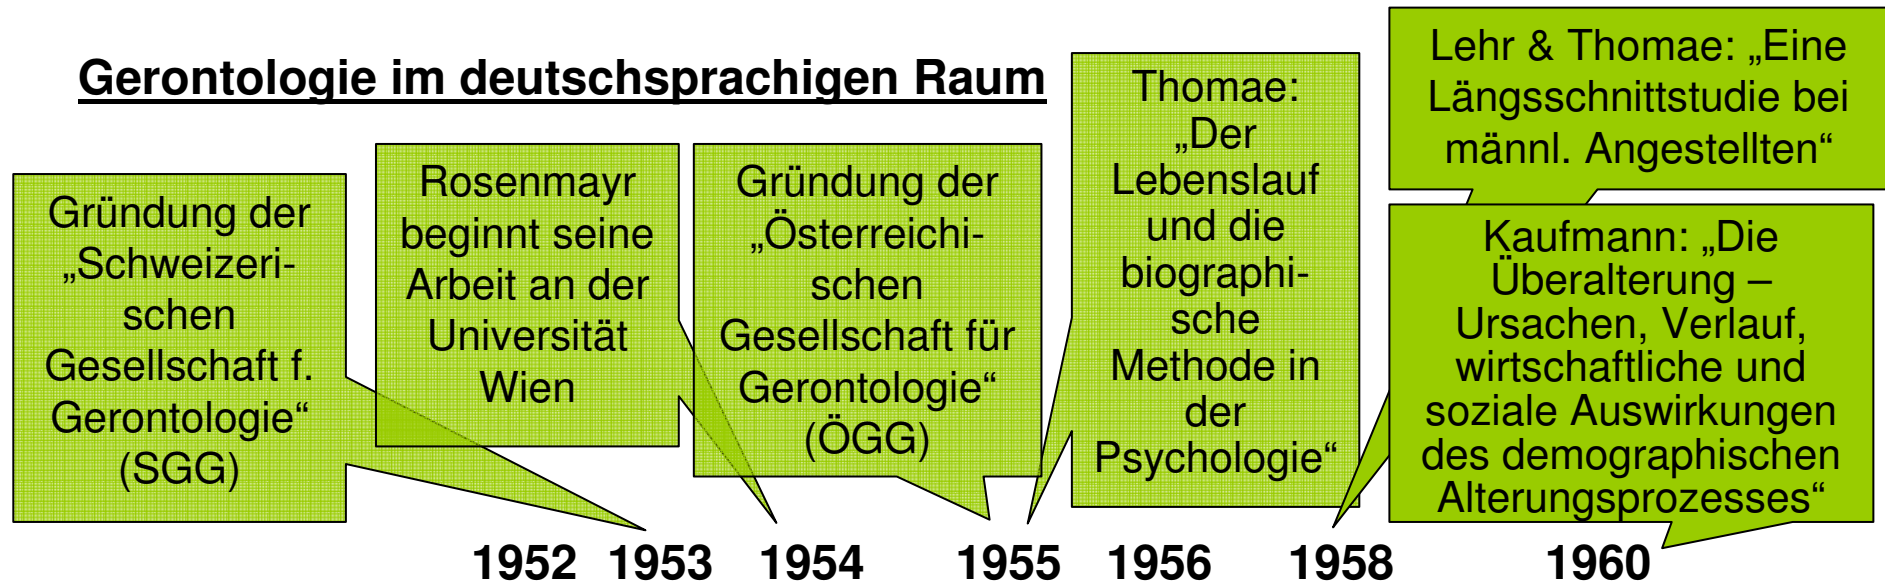 Gerontologie im deutschsprachigen Raum
Gründung der
„Schweizeri-
schen
Gesellschaft f.
Gerontologie“
(SGG)
Rosenmayr
beginnt seine
Arbeit an der
Universität
Wien
Gründung der
„Österreichi-
schen
Gesellschaft für
Gerontologie“
(ÖGG)
Thomae:
„Der
Lebenslauf
und die
biographi-
sche
Methode in
der
Psychologie“
Lehr & Thomae: „Eine
Längsschnittstudie bei
männl. Angestellten“
Kaufmann: „Die
Überalterung –
Ursachen, Verlauf,
wirtschaftliche und
soziale Auswirkungen
des demographischen
Alterungsprozesses“
1952 1953 1954 1955 1956 1958 1960